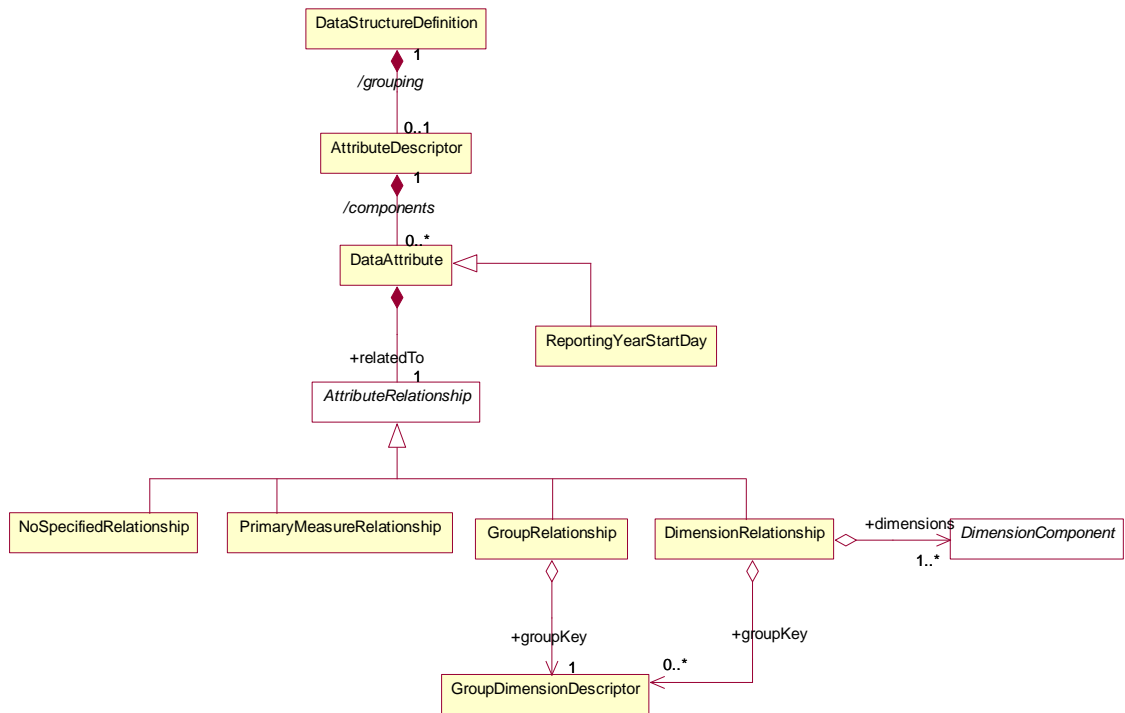 DataStructureDefinition
1
/grouping
0..1
AttributeDescriptor
1
/components
0..*
DataAttribute
ReportingYearStartDay
+relatedTo
1
AttributeRelationship
NoSpecifiedRelationship
PrimaryMeasureRelationship
GroupRelationship
DimensionRelationship
+dimensions
1..*
DimensionComponent
+groupKey
+groupKey
1
0..*
GroupDimensionDescriptor